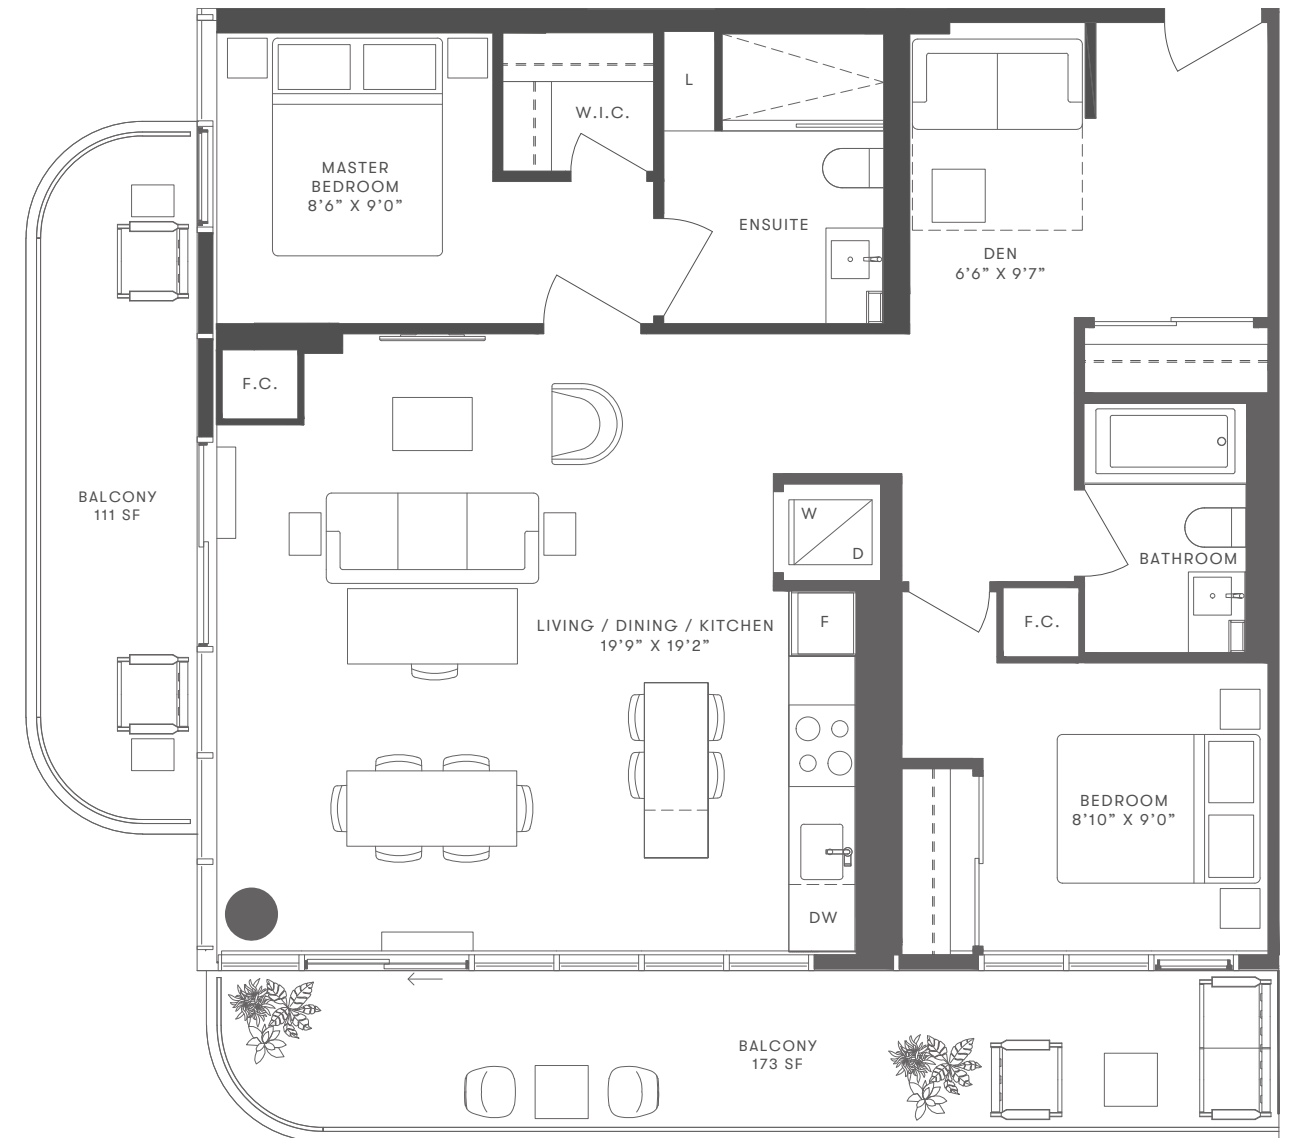 L
W.I.C.
MASTER
BEDROOM
8’6” X 9’0”
ENSUITE
DEN
6’6” X 9’7”
F.C.
BALCONY
111 SF
W
D
BATHROOM
LIVING / DINING / KITCHEN
19’9” X 19’2”
F
F.C.
BEDROOM
8’10” X 9’0”
DW
BALCONY
173 SF